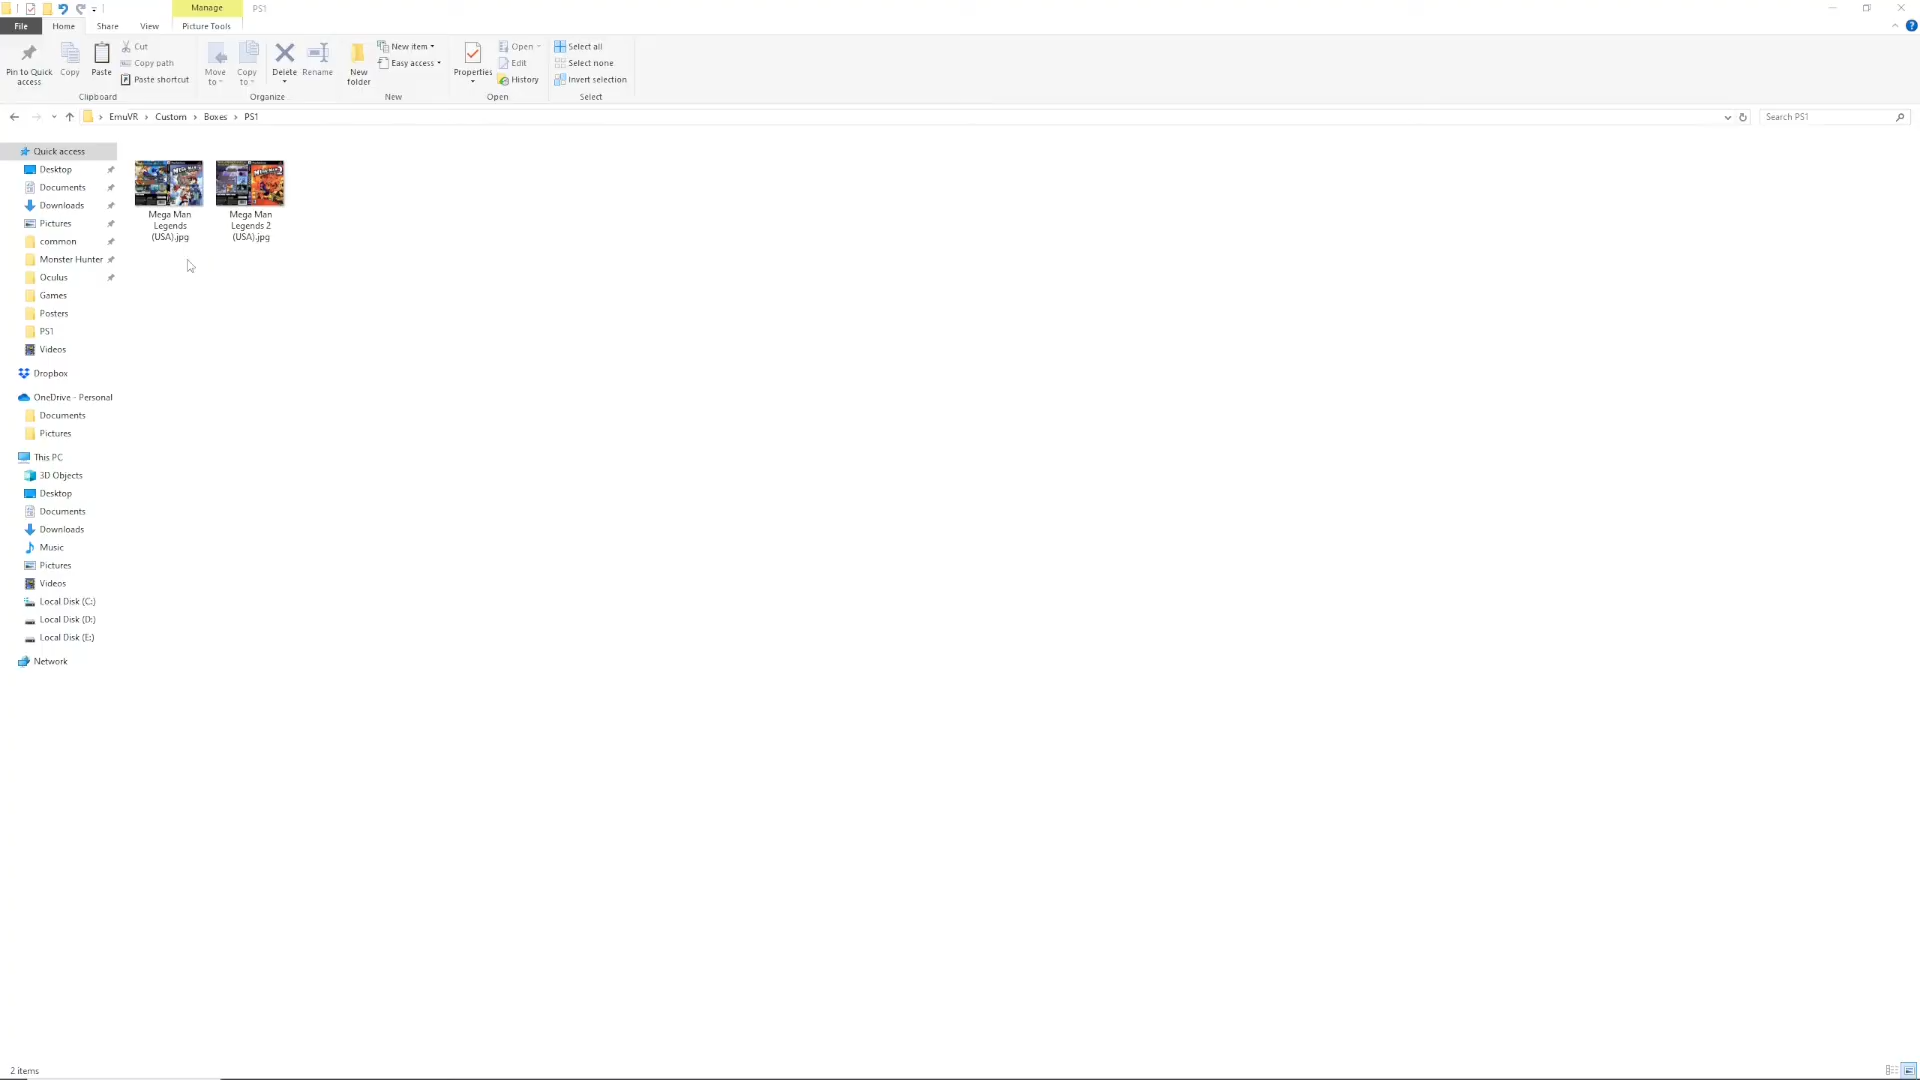 Manage
PS1
File
Home
Share
View
Picture Tools
Pin to Quick access
Copy
Paste
Cut
Copy path
Paste shortcut
Clipboard
Move to
Copy to
Delete
Rename
Organize
New folder
New item
Easy access
New
Properties
Open
Edit
History
Open
Select all
Select none
Invert selection
Select
EmuVR > Custom > Boxes > PS1
Search PS1
Quick access
Desktop
Documents
Downloads
Pictures
common
Monster Hunter
Oculus
Games
Posters
PS1
Videos
Dropbox
OneDrive - Personal
Documents
Pictures
This PC
3D Objects
Desktop
Documents
Downloads
Music
Pictures
Videos
Local Disk (C:)
Local Disk (D:)
Local Disk (E:)
Network
Mega Man
Legends
(USA).jpg
Mega Man
Legends 2
(USA).jpg
2 items